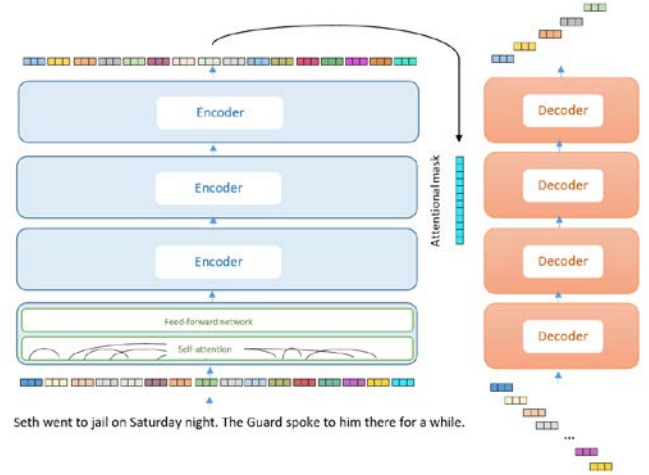 Encoder
Encoder
Encoder
Feed-forward network
Self-attention
Seth went to jail on Saturday night. The Guard spoke to him there for a while.
Attentional mask
Decoder
Decoder
Decoder
Decoder
...